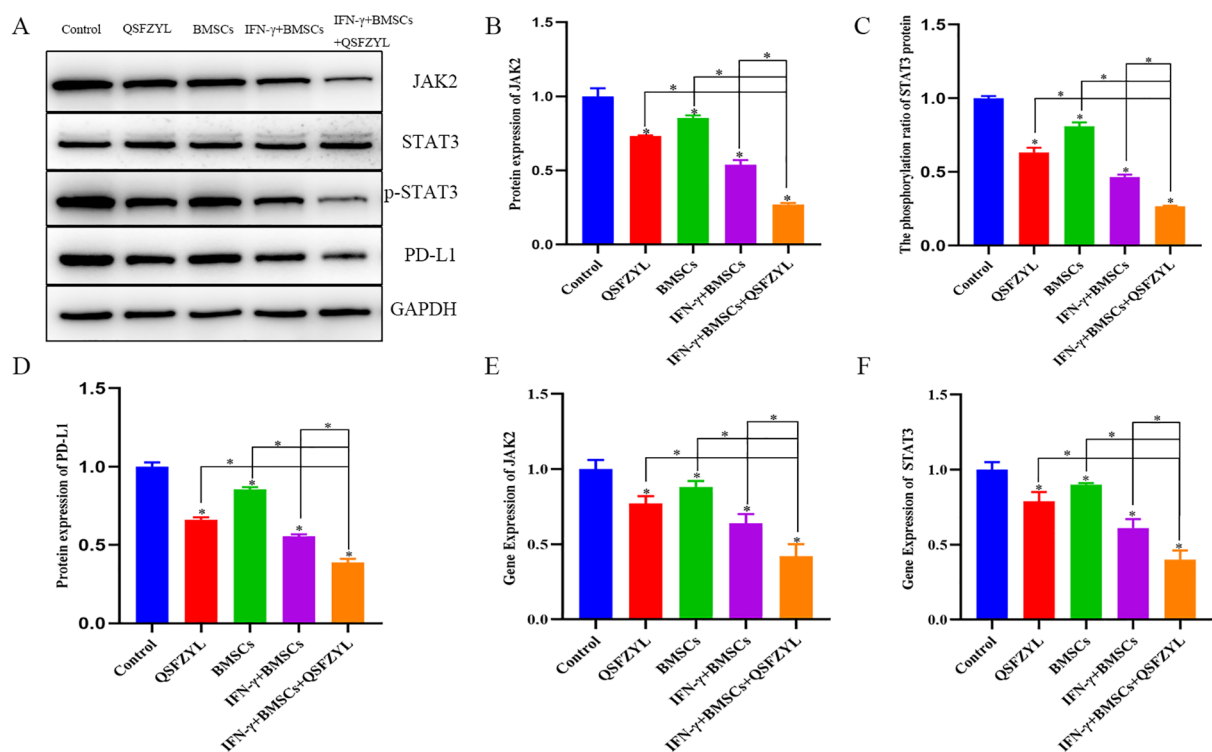 A
Control
QSFZYL
BMSCs
IFN-γ+BMSCs
IFN-γ+BMSCs
+QSFZYL
JAK2
STAT3
p-STAT3
PD-L1
GAPDH
B
Protein expression of JAK2
1.5
1.0
0.5
0.0
*
*
*
*
*
*
*
Control
QSFZYL
BMSCs
IFN-γ+BMSCs
IFN-γ+BMSCs+QSFZYL
C
The phosphorylation ratio of STAT3 protein
1.5
1.0
0.5
0.0
*
*
*
*
*
*
*
Control
QSFZYL
BMSCs
IFN-γ+BMSCs
IFN-γ+BMSCs+QSFZYL
D
Protein expression of PD-L1
1.5
1.0
0.5
0.0
*
*
*
*
*
*
*
Control
QSFZYL
BMSCs
IFN-γ+BMSCs
IFN-γ+BMSCs+QSFZYL
E
Gene Expression of JAK2
1.5
1.0
0.5
0.0
*
*
*
*
*
*
*
Control
QSFZYL
BMSCs
IFN-γ+BMSCs
IFN-γ+BMSCs+QSFZYL
F
Gene Expression of STAT3
1.5
1.0
0.5
0.0
*
*
*
*
*
*
*
Control
QSFZYL
BMSCs
IFN-γ+BMSCs
IFN-γ+BMSCs+QSFZYL